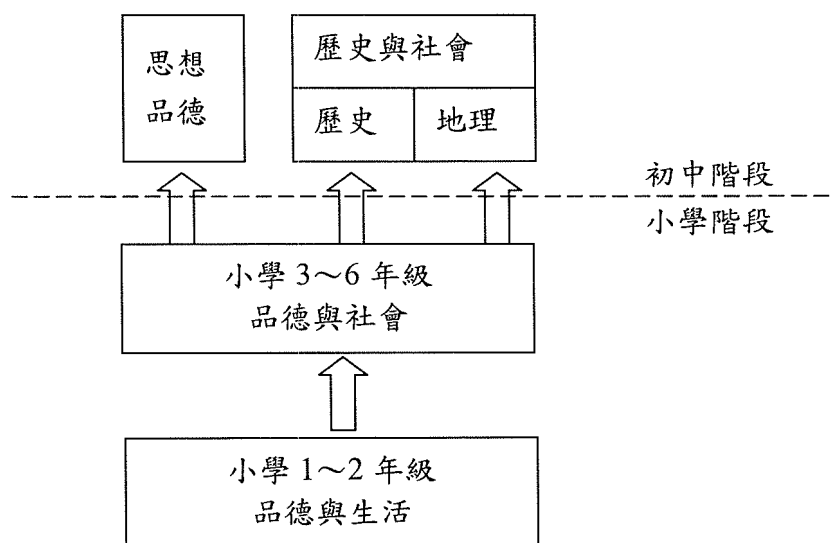 思想
品德
歷史與社會
歷史
地理
初中階段
小學階段
小學 3～6 年級
品德與社會
小學 1～2 年級
品德與生活